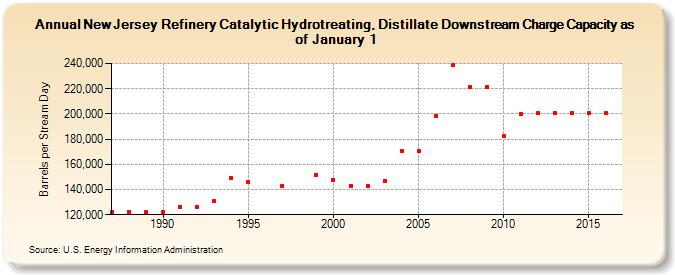 Annual New Jersey Refinery Catalytic Hydrotreating, Distillate Downstream Charge Capacity as
of January 1
Barrels per Stream Day
240,000
220,000
200,000
180,000
160,000
140,000
120,000
1990 1995 2000 2005 2010 2015
Source: U.S. Energy Information Administration